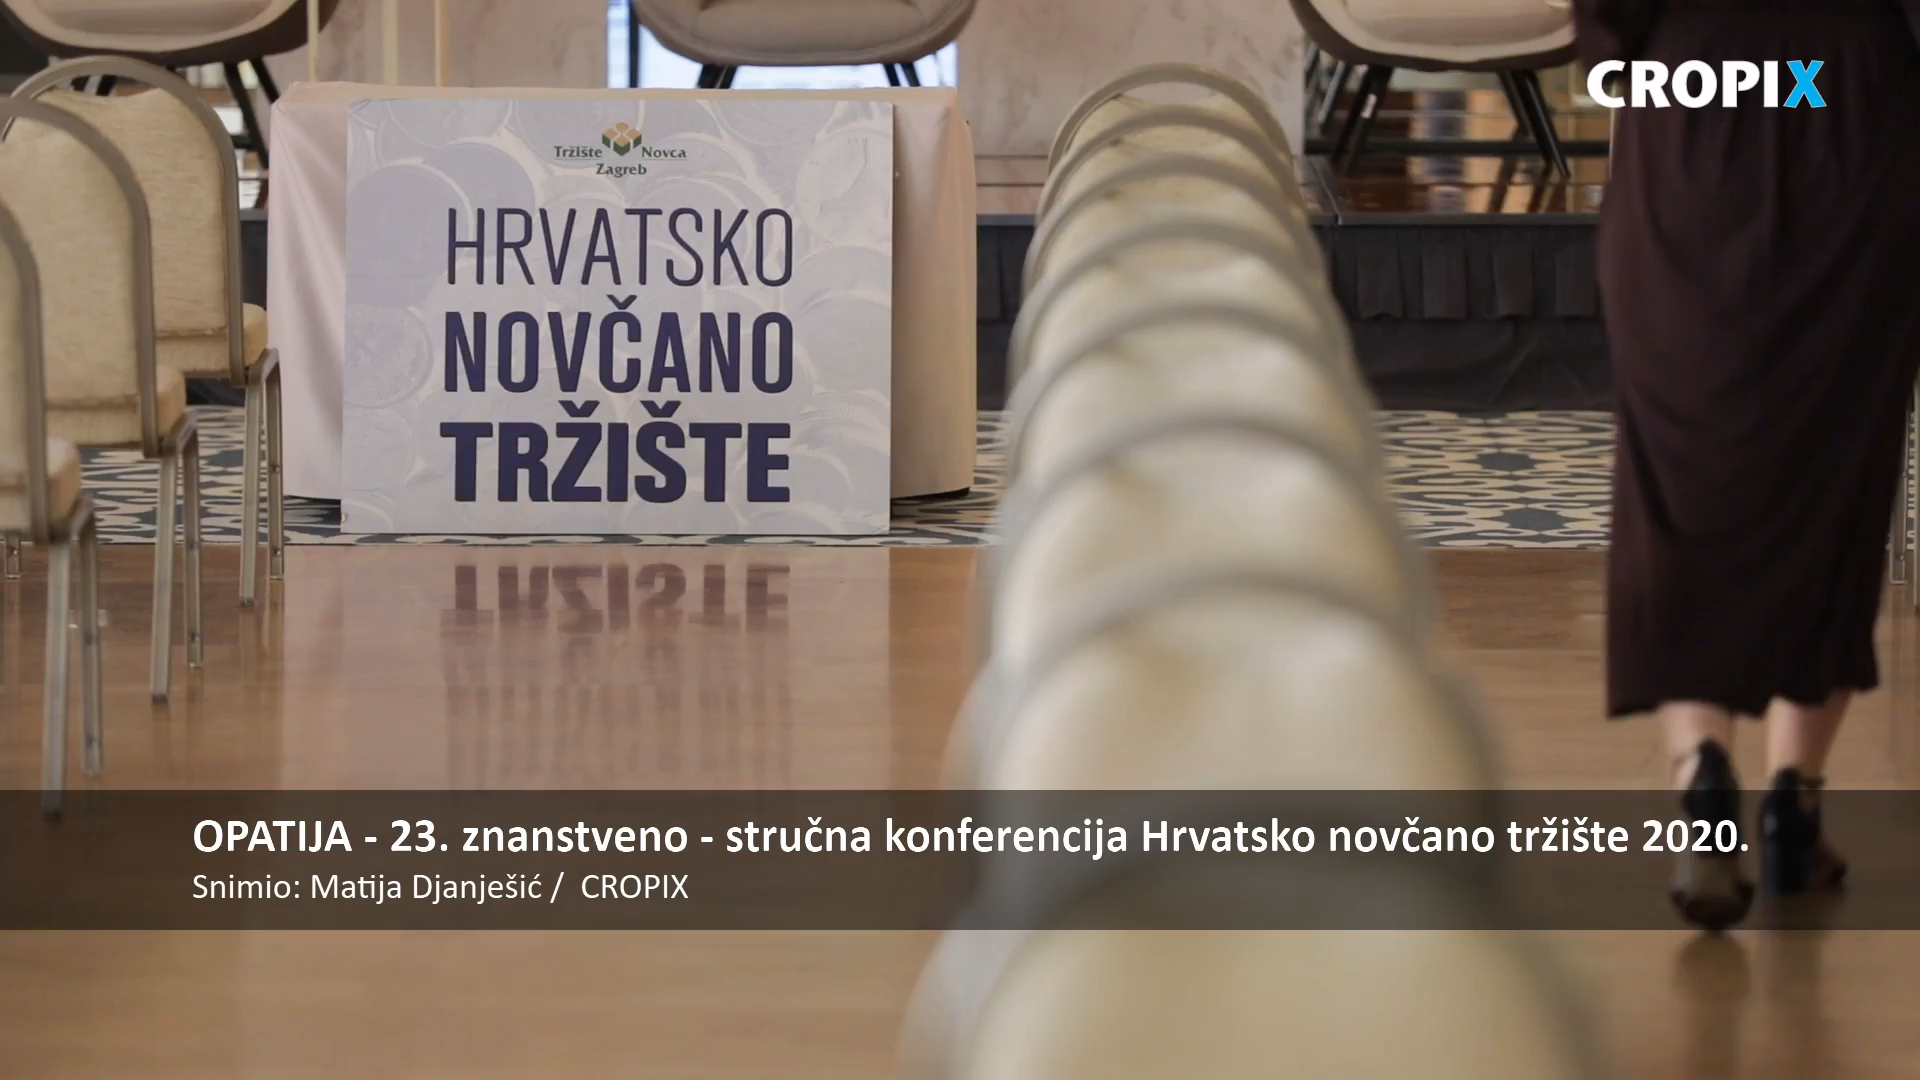 CROPIX
Tržište Novca
Zagreb
HRVATSKO
NOVČANO
TRŽIŠTE
OPATIJA - 23. znanstveno - stručna konferencija Hrvatsko novčano tržište 2020.
Snimio: Matija Djanješić / CROPIX